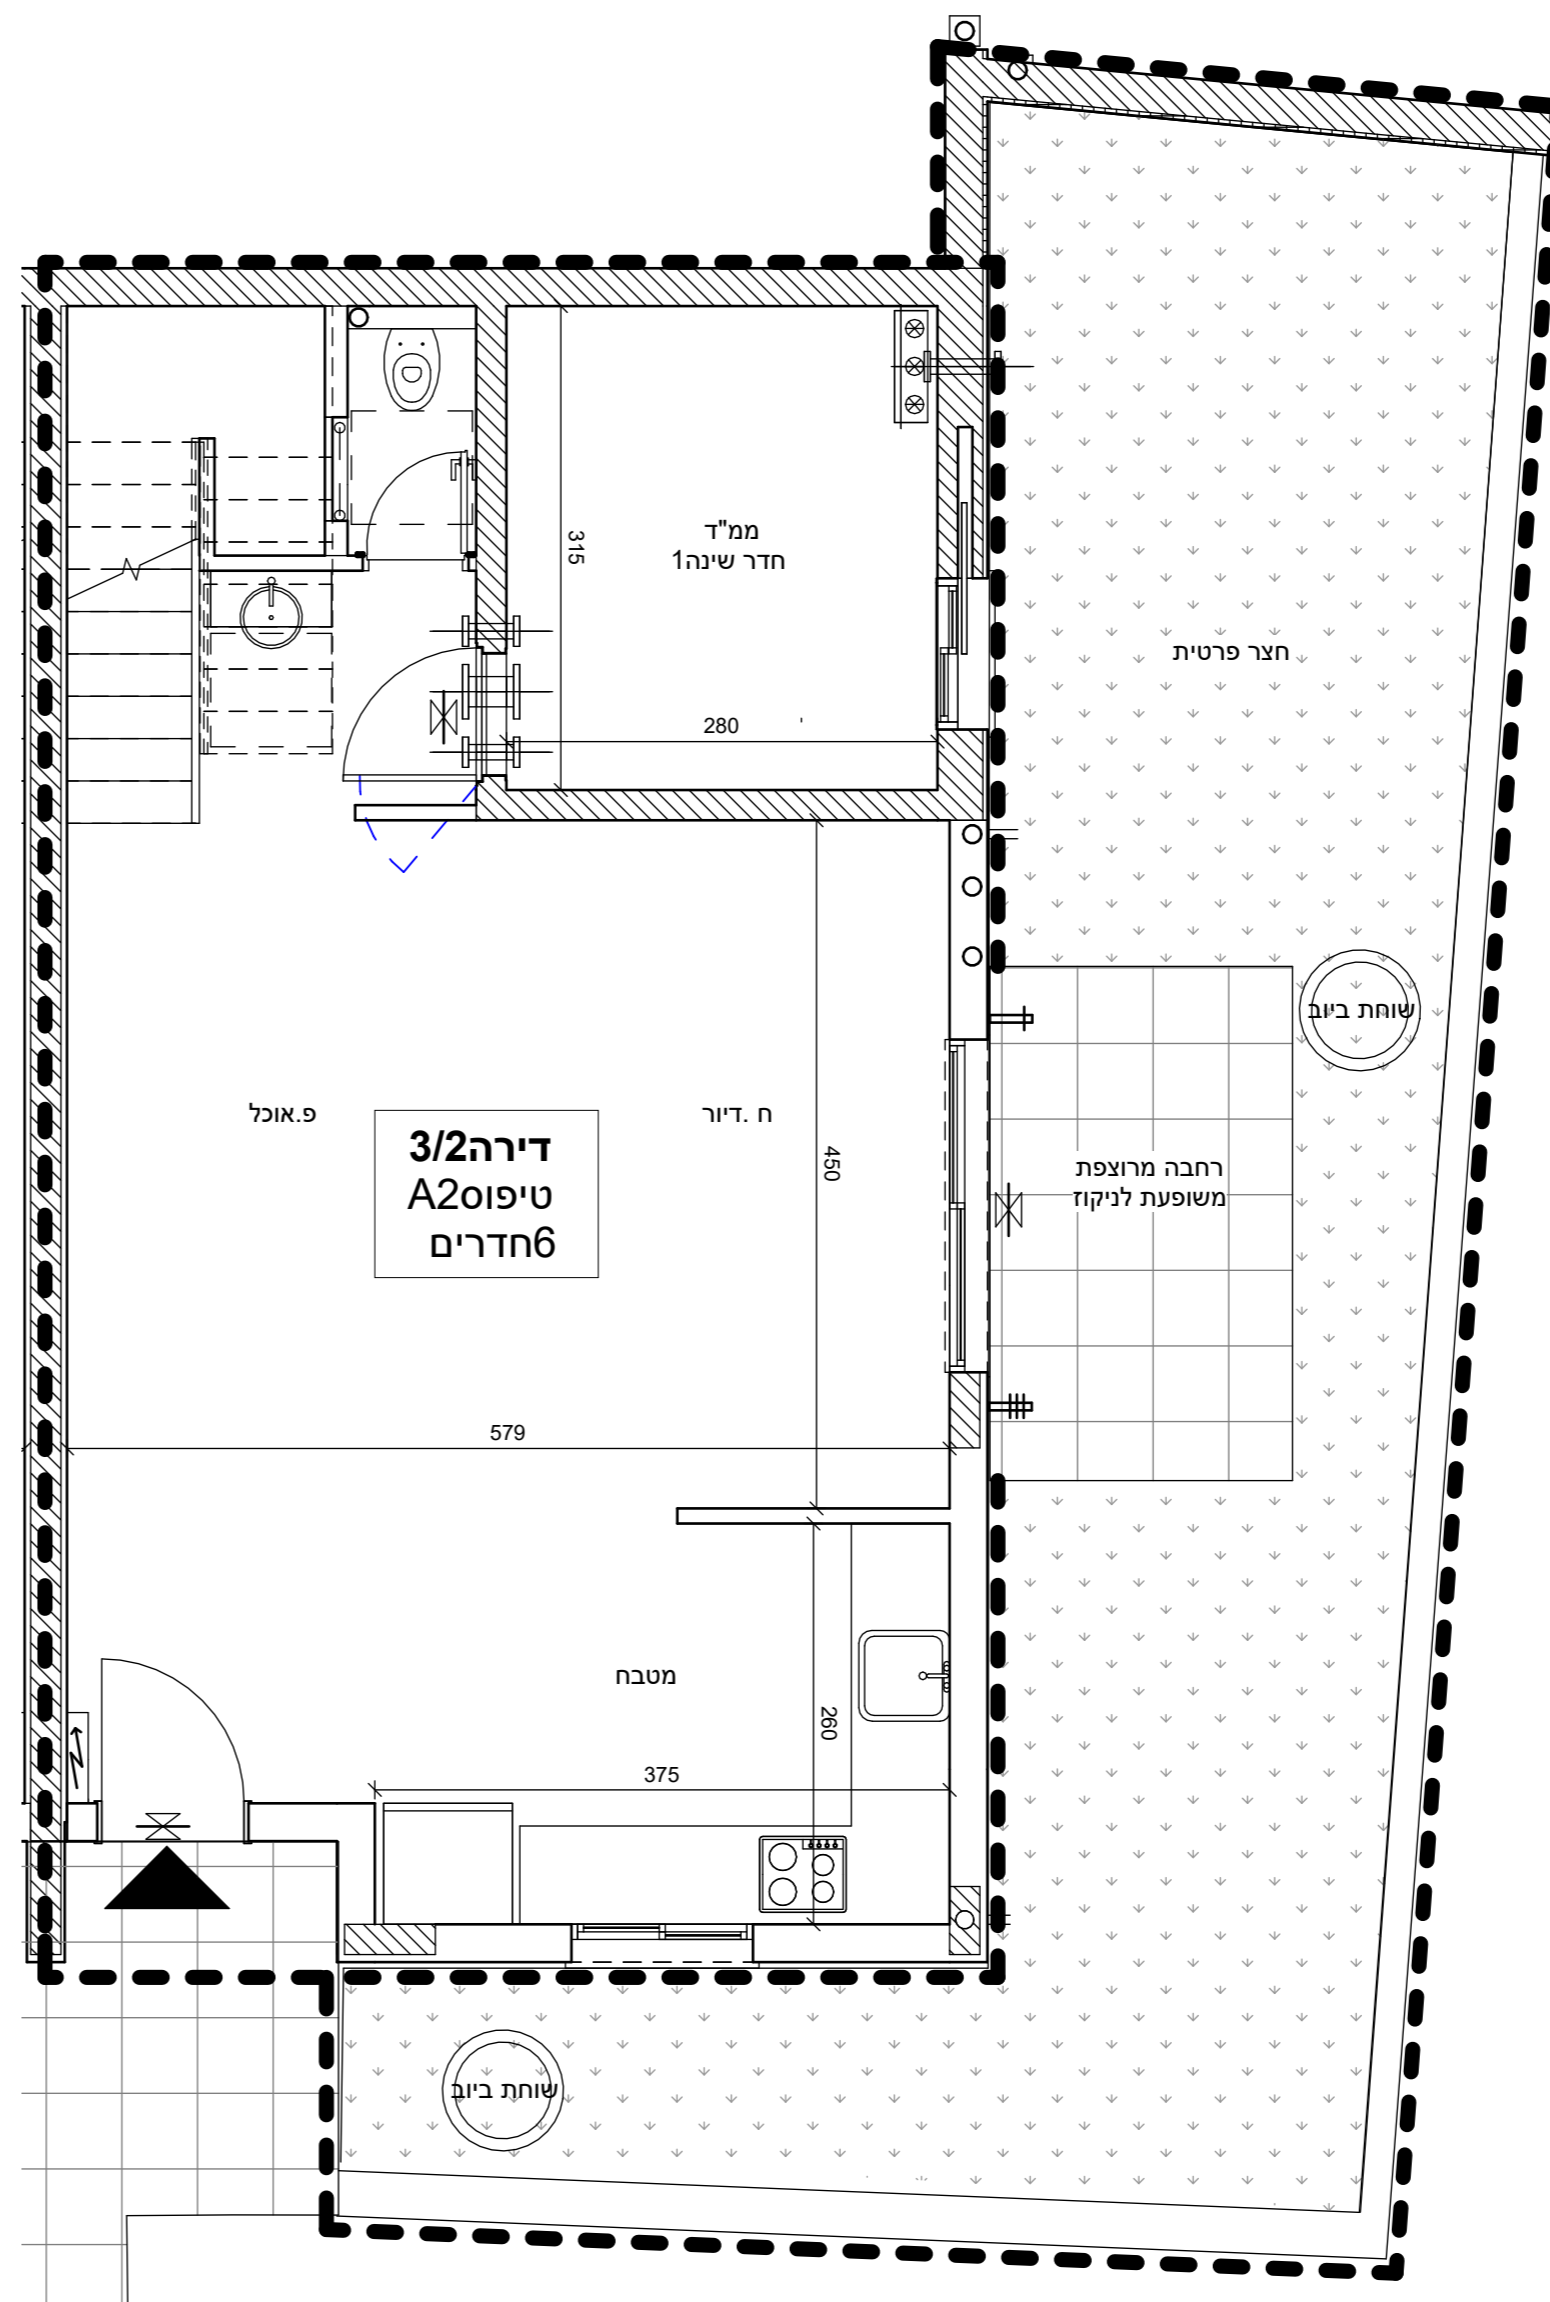 ממ"ד
חדר שינה1
315
280
חצר פרטית
שוחת ביוב
פ.אוכל
ח .דיור
דירה3/2
טיפוסA2
6חדרים
450
רחבה מרוצפת
משופעת לניקוז
579
מטבח
260
375
שוחת ביוב